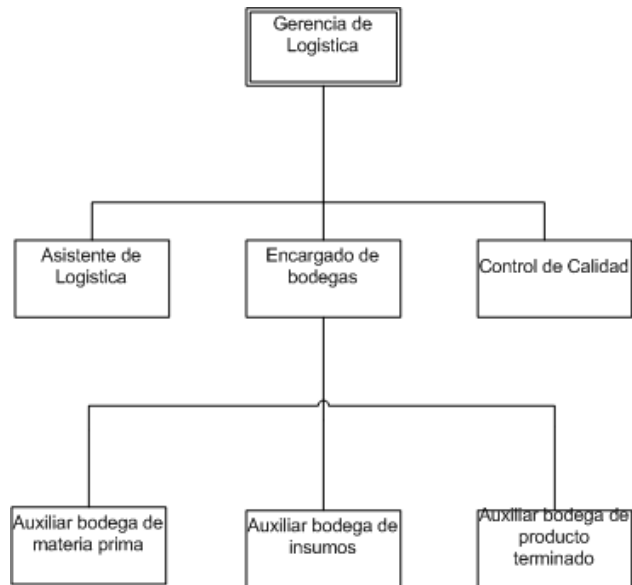 Gerencia de
Logistica
Asistente de
Logistica
Encargado de
bodegas
Control de Calidad
Auxiliar bodega de
materia prima
Auxiliar bodega de
insumos
Auxiliar bodega de
producto
terminado